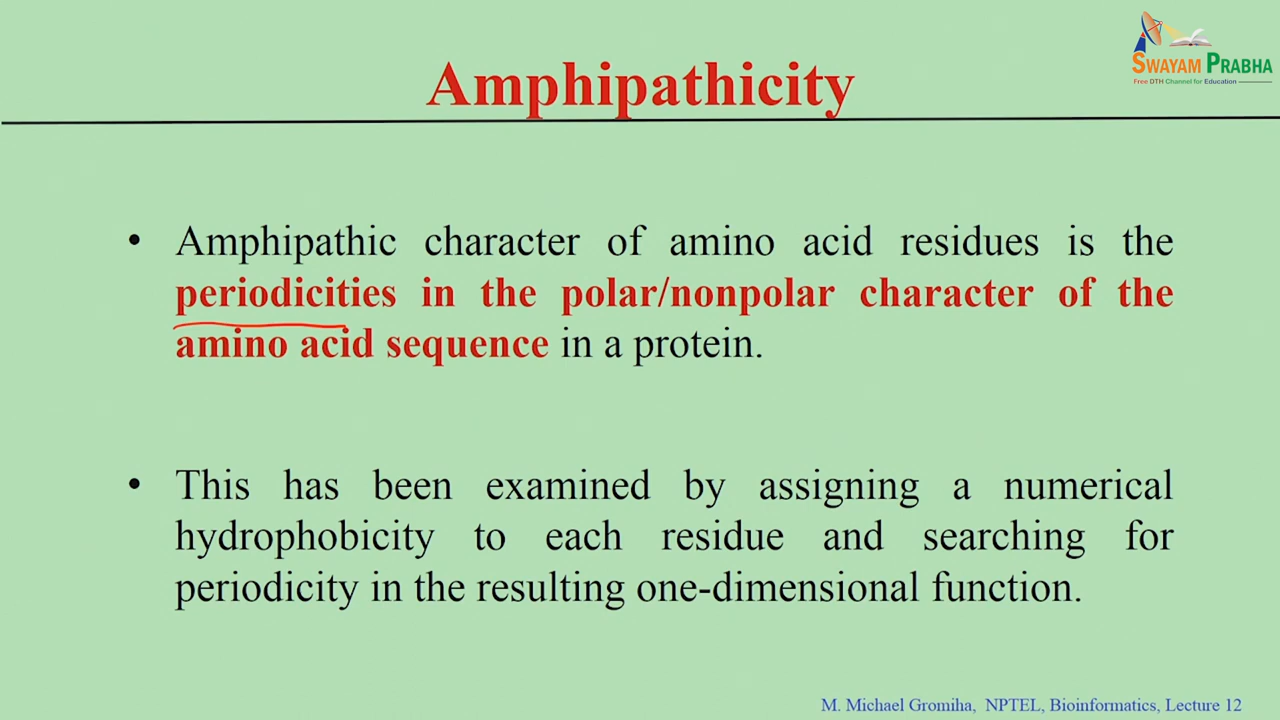 SWAYAM PRABHA
Free DTH Channel for Education
Amphipathicity
• Amphipathic character of amino acid residues is the
periodicities in the polar/nonpolar character of the
amino acid sequence in a protein.
• This has been examined by assigning a numerical
hydrophobicity to each residue and searching for
periodicity in the resulting one-dimensional function.
M. Michael Gromiha, NPTEL, Bioinformatics, Lecture 12